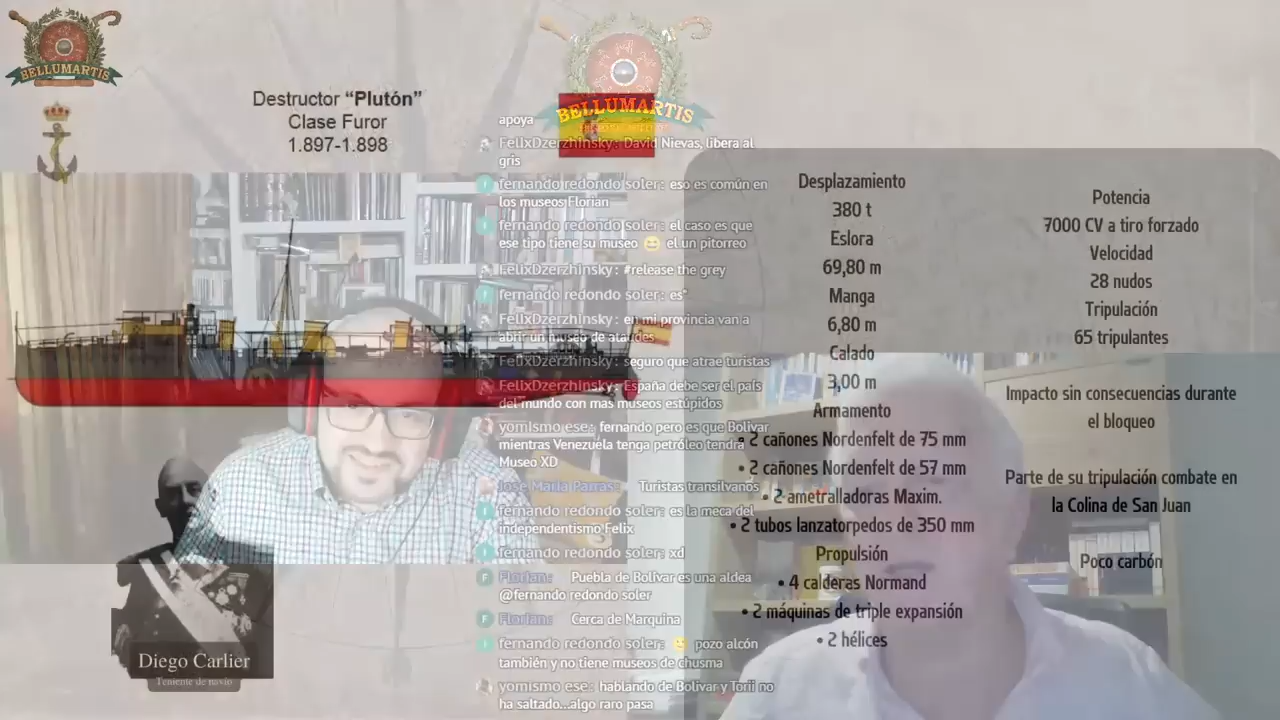 BELLUMARTIS
Destructor “Plutón”
Clase Furor
1.897-1.898
BELLUMARTIS
apoya
FelixDzerzhinsky: David Nievas, libera al
gris
fernando redondo soler: eso es común en
los museos Florian
fernando redondo soler: el caso es que
ese tipo tiene su museo 😄 el un pitorreo
FelixDzerzhinsky: #release the grey
fernando redondo soler: es*
FelixDzerzhinsky: en mi provincia van a
abrir un museo de ataudes
FelixDzerzhinsky: seguro que atrae turistas
FelixDzerzhinsky: España debe ser el país
del mundo con mas museos estúpidos
yomismo ese: fernando pero es que Bolivar
mientras Venezuela tenga petróleo tendra
Museo XD
Jose Maria Parras: Turistas transilvanos
fernando redondo soler: es la meca del
independentismo Felix
fernando redondo soler: xd
Florian: Puebla de Bolivar es una aldea
@fernando redondo soler
Florian: Cerca de Marquina
fernando redondo soler: 🙂 pozo alcón
también y no tiene museos de chusma
yomismo ese: hablando de Bolivar y Torii no
ha saltado...algo raro pasa
Diego Carlier
Teniente de navío
Desplazamiento
380 t
Eslora
69,80 m
Manga
6,80 m
Calado
3,00 m
Armamento
• 2 cañones Nordenfelt de 75 mm
• 2 cañones Nordenfelt de 57 mm
• 2 ametralladoras Maxim.
• 2 tubos lanzatorpedos de 350 mm
Propulsión
• 4 calderas Normand
• 2 máquinas de triple expansión
• 2 hélices
Potencia
7000 CV a tiro forzado
Velocidad
28 nudos
Tripulación
65 tripulantes
Impacto sin consecuencias durante
el bloqueo
Parte de su tripulación combate en
la Colina de San Juan
Poco carbón